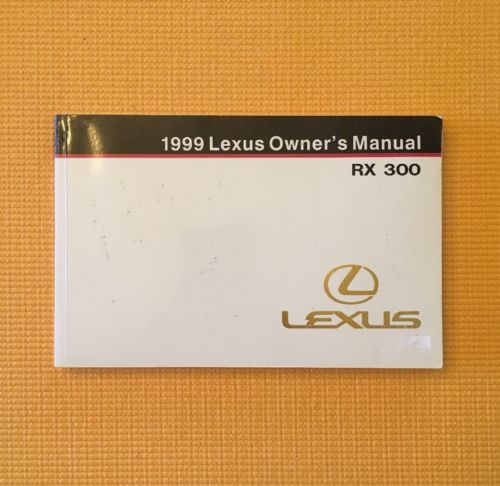 1999 Lexus Owner's Manual
RX 300
LEXUS